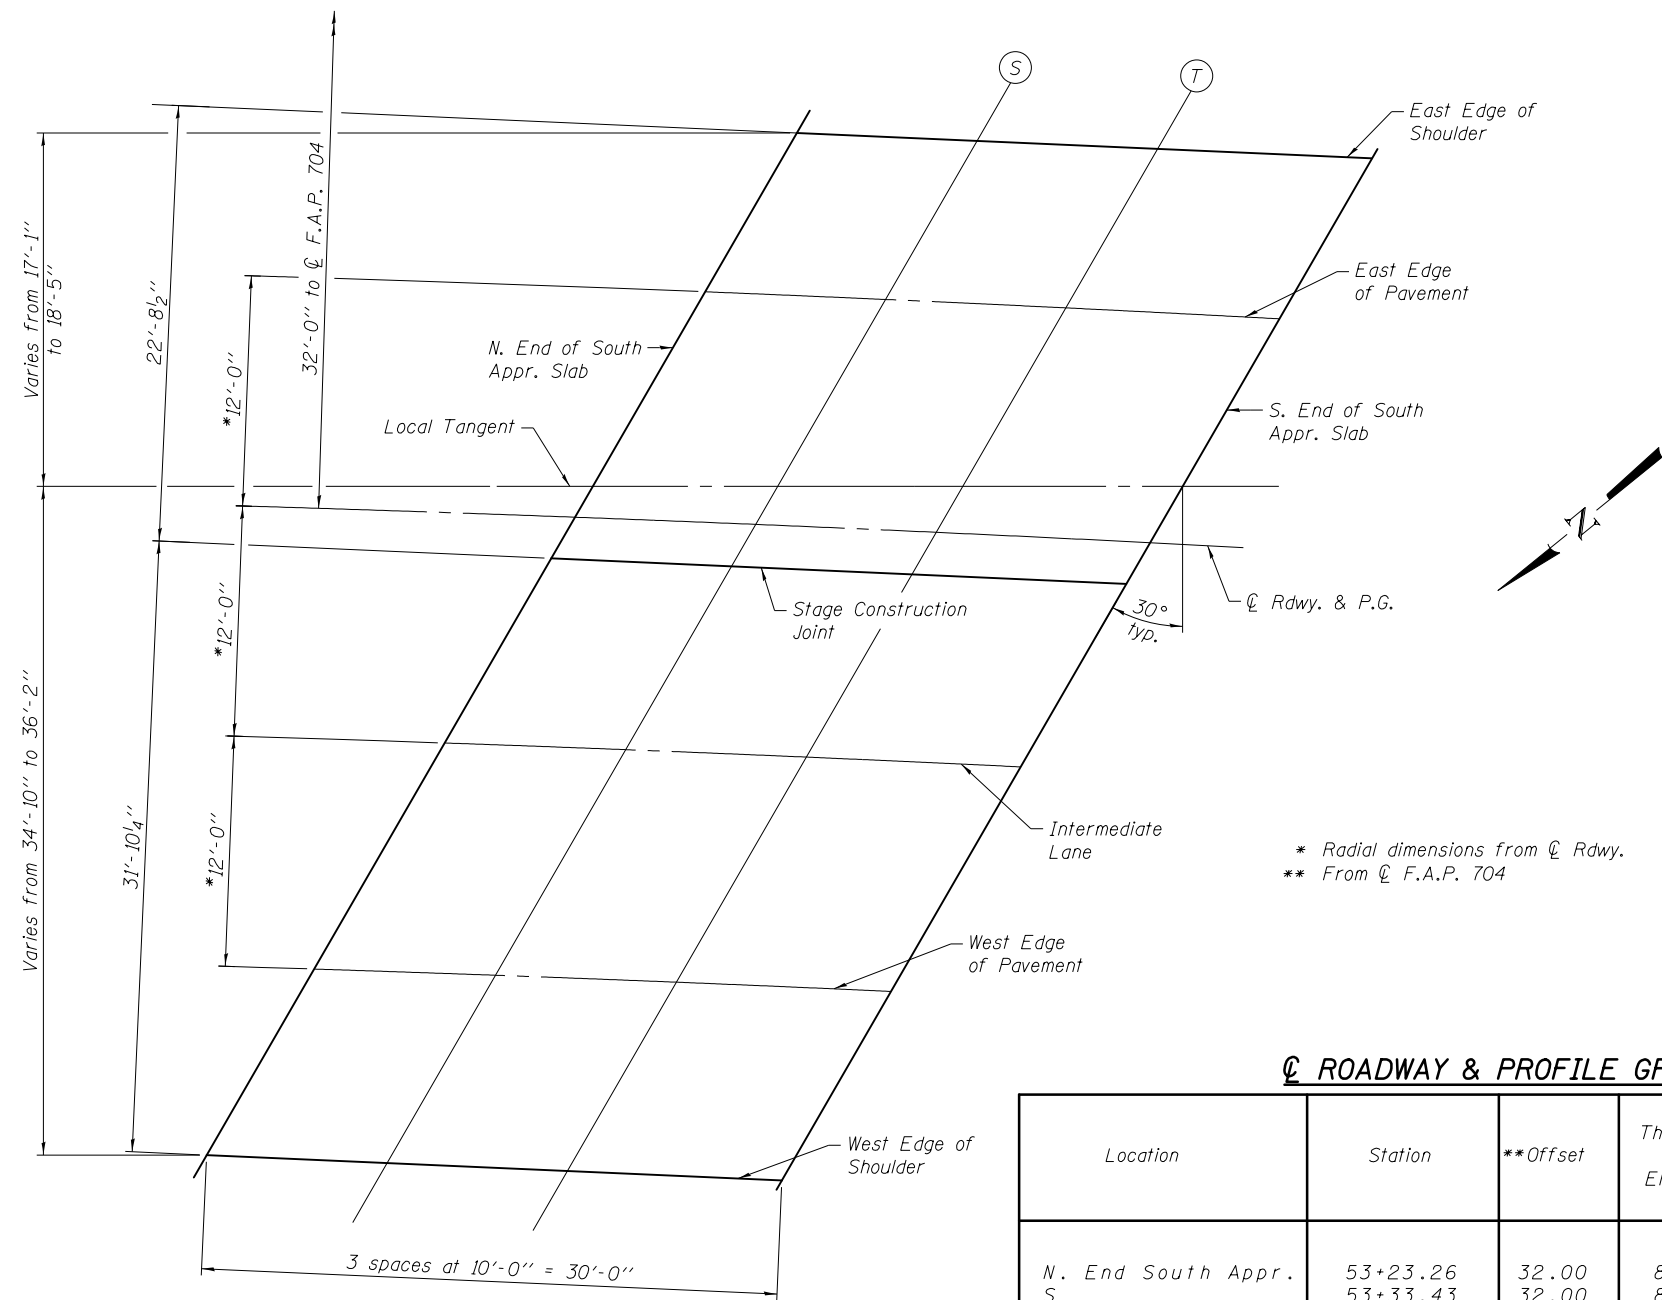 S
T
East Edge of
Shoulder
East Edge
of Pavement
N. End of South
Appr. Slab
Local Tangent
S. End of South
Appr. Slab
Varies from 17'-1"
to 18'-5"
22'-8½"
*12'-0"
32'-0" to ℄ F.A.P. 704
N
℄ Rdwy. & P.G.
Stage Construction
Joint
30°
typ.
*12'-0"
Varies from 34'-10" to 36'-2"
31'-10¼"
*12'-0"
Intermediate
Lane
* Radial dimensions from ℄ Rdwy.
** From ℄ F.A.P. 704
West Edge
of Pavement
West Edge of
Shoulder
3 spaces at 10'-0" = 30'-0"
℄ ROADWAY & PROFILE GR
Location Station **Offset Th
El
N. End South Appr. 53+23.26 32.00 8
S 53+33.43 32.00 8